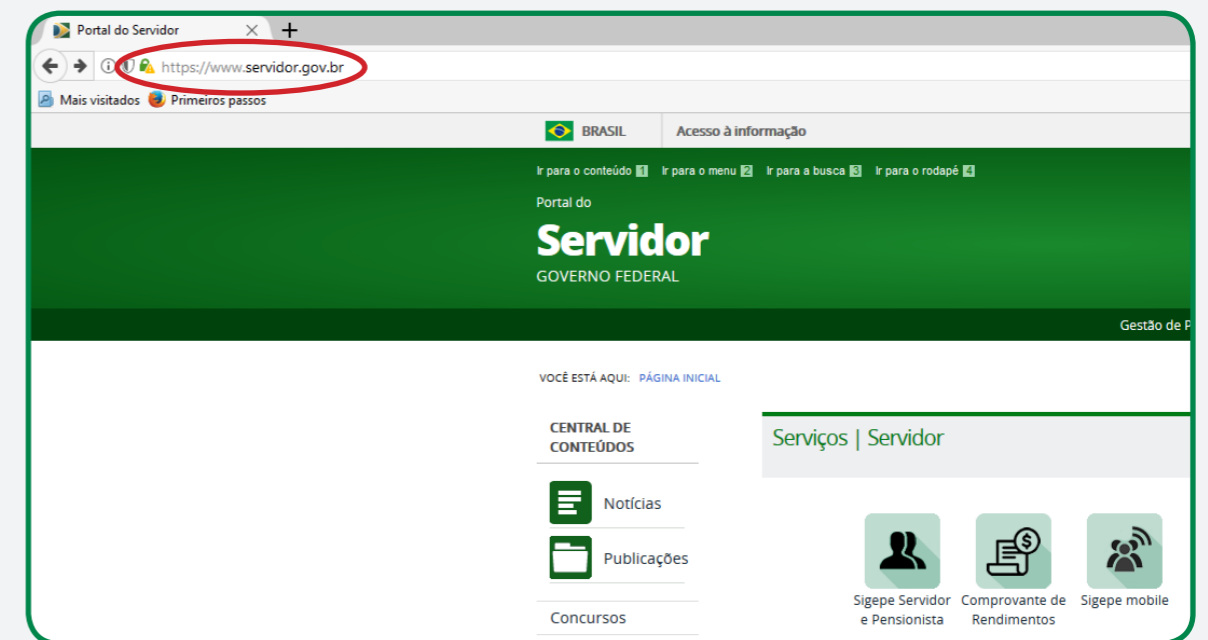 Portal do Servidor
https://www.servidor.gov.br
Mais visitados Primeiros passos
BRASIL Acesso à informação
Ir para o conteúdo 1 Ir para o menu 2 Ir para a busca 3 Ir para o rodapé 4
Portal do
Servidor
GOVERNO FEDERAL
Gestão de P
VOCÊ ESTÁ AQUI: PÁGINA INICIAL
CENTRAL DE
CONTEÚDOS
Serviços | Servidor
Notícias
Publicações
Concursos
Sigepe Servidor
e Pensionista
Comprovante de
Rendimentos
Sigepe mobile